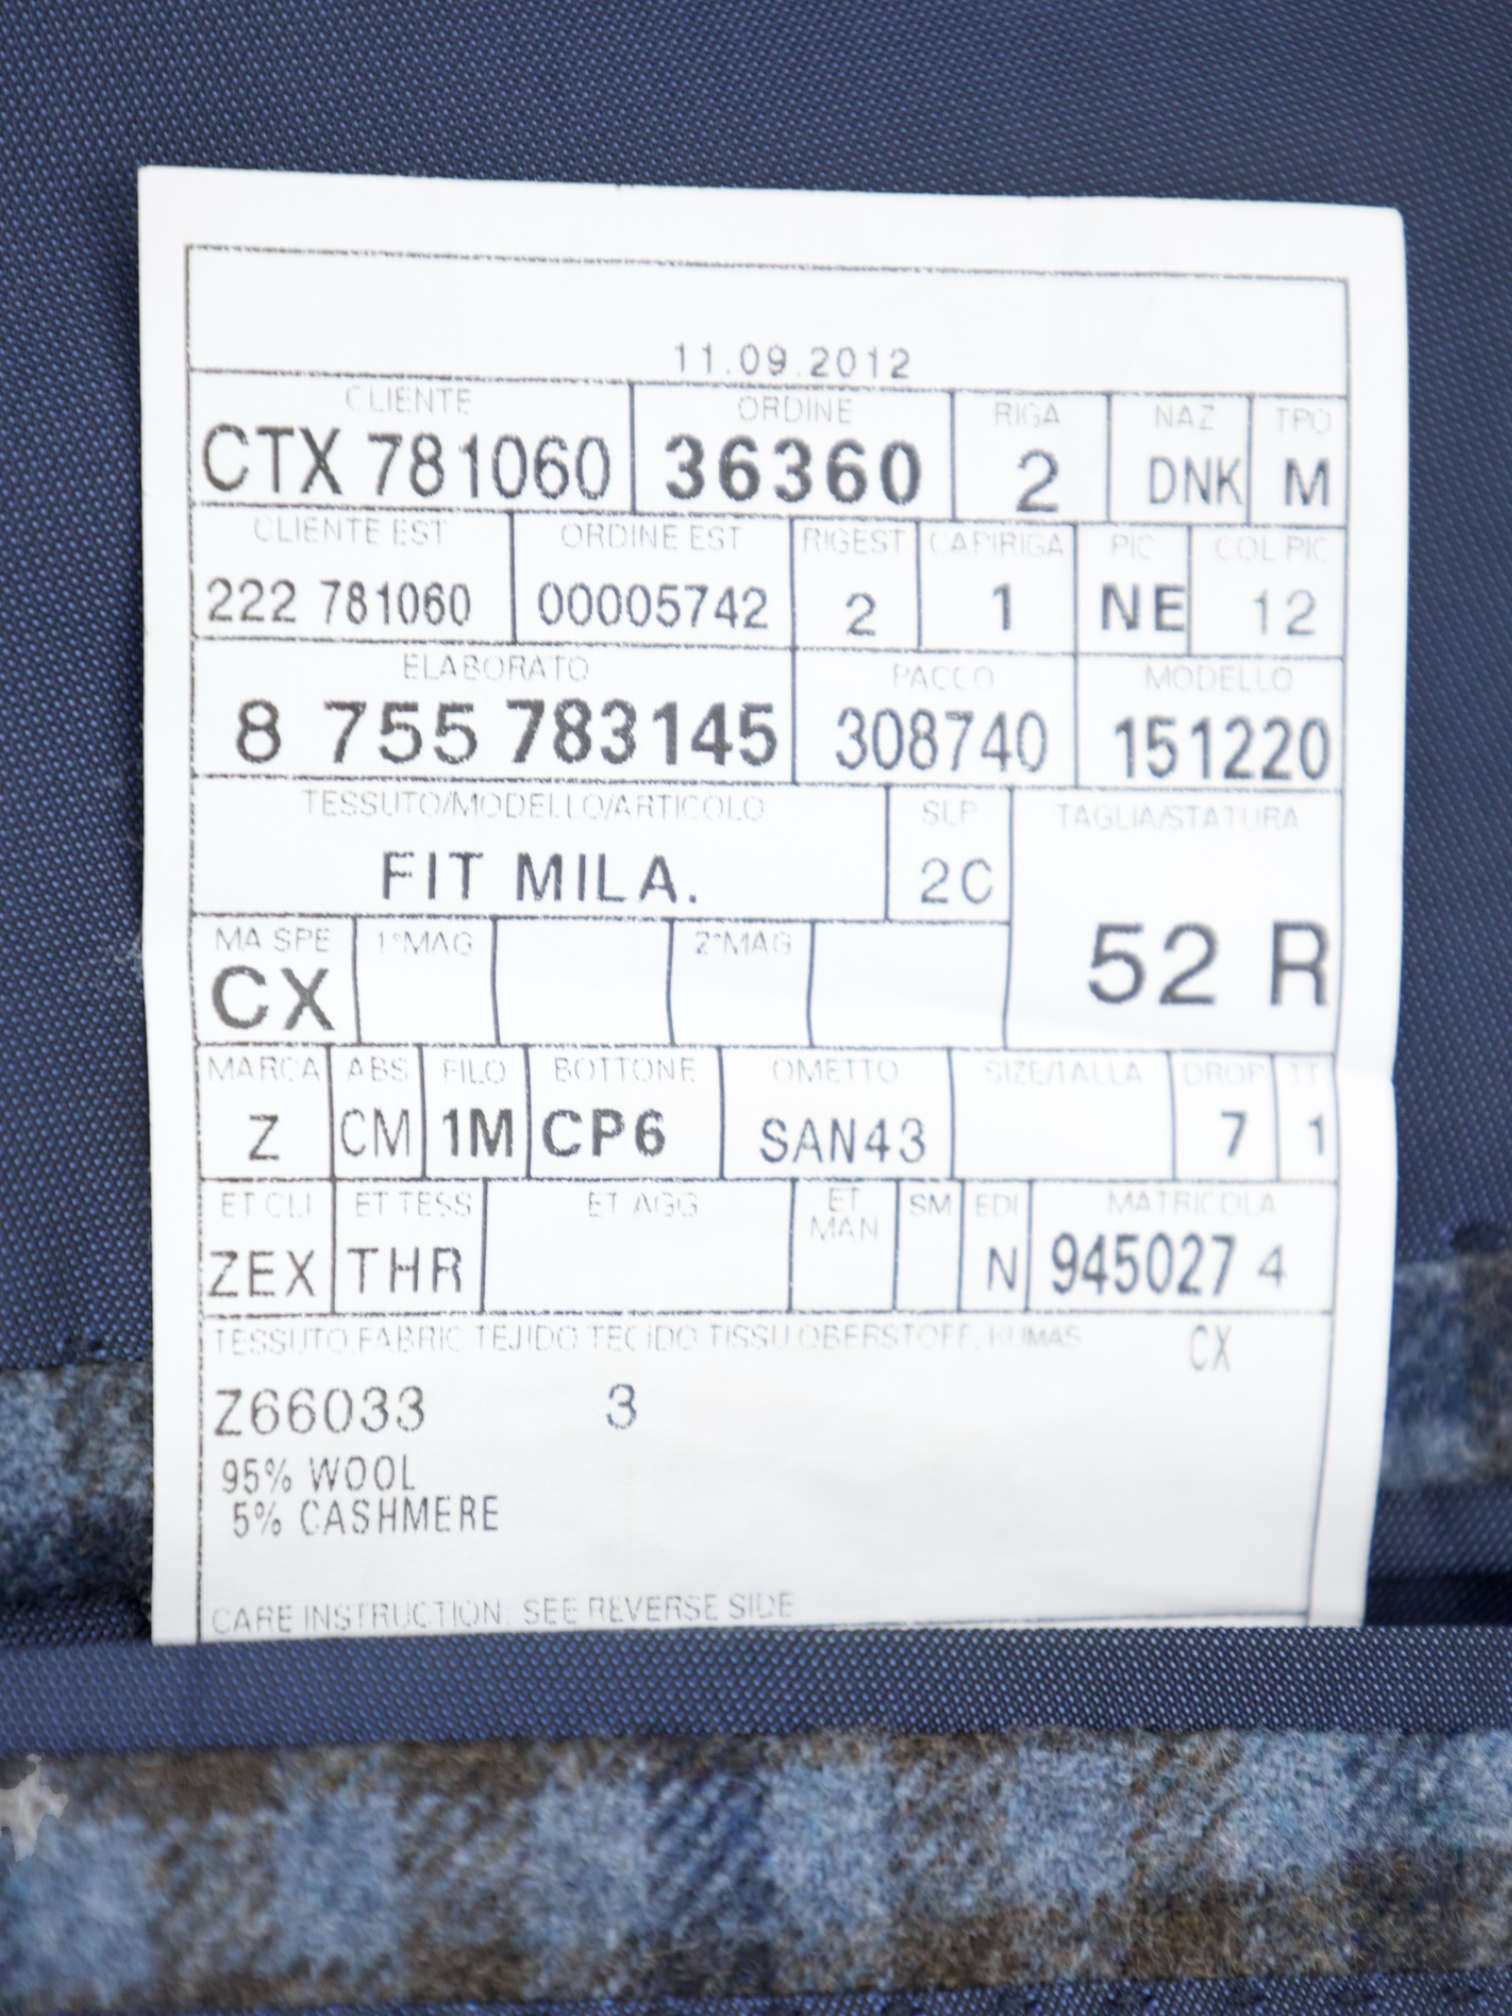 11.09.2012
CLIENTE ORDINE RIGA NAZ TPO
CTX 781060 36360 2 DNK M
CLIENTE EST ORDINE EST RIGEST CAPIRIGA PIC COL PIC
222 781060 00005742 2 1 NE 12
ELABORATO PACCO MODELLO
8 755 783145 308740 151220
TESSUTO/MODELLO/ARTICOLO SLP TAGLIA/STATURA
FIT MILA. 2C
52 R
MA SPE 1°MAG 2°MAG
CX
MARCA ABS FILO BOTTONE OMETTO SIZE/TALLA DROP TT
Z CM 1M CP6 SAN43 7 1
ET CLI ET TESS ET AGG ET MAN SM EDI MATRICOLA
ZEX THR N 945027 4
TESSUTO,FABRIC TEJIDO TECIDO TISSU OBERSTOFF, KUMAS CX
Z66033 3
95% WOOL
5% CASHMERE
CARE INSTRUCTION: SEE REVERSE SIDE